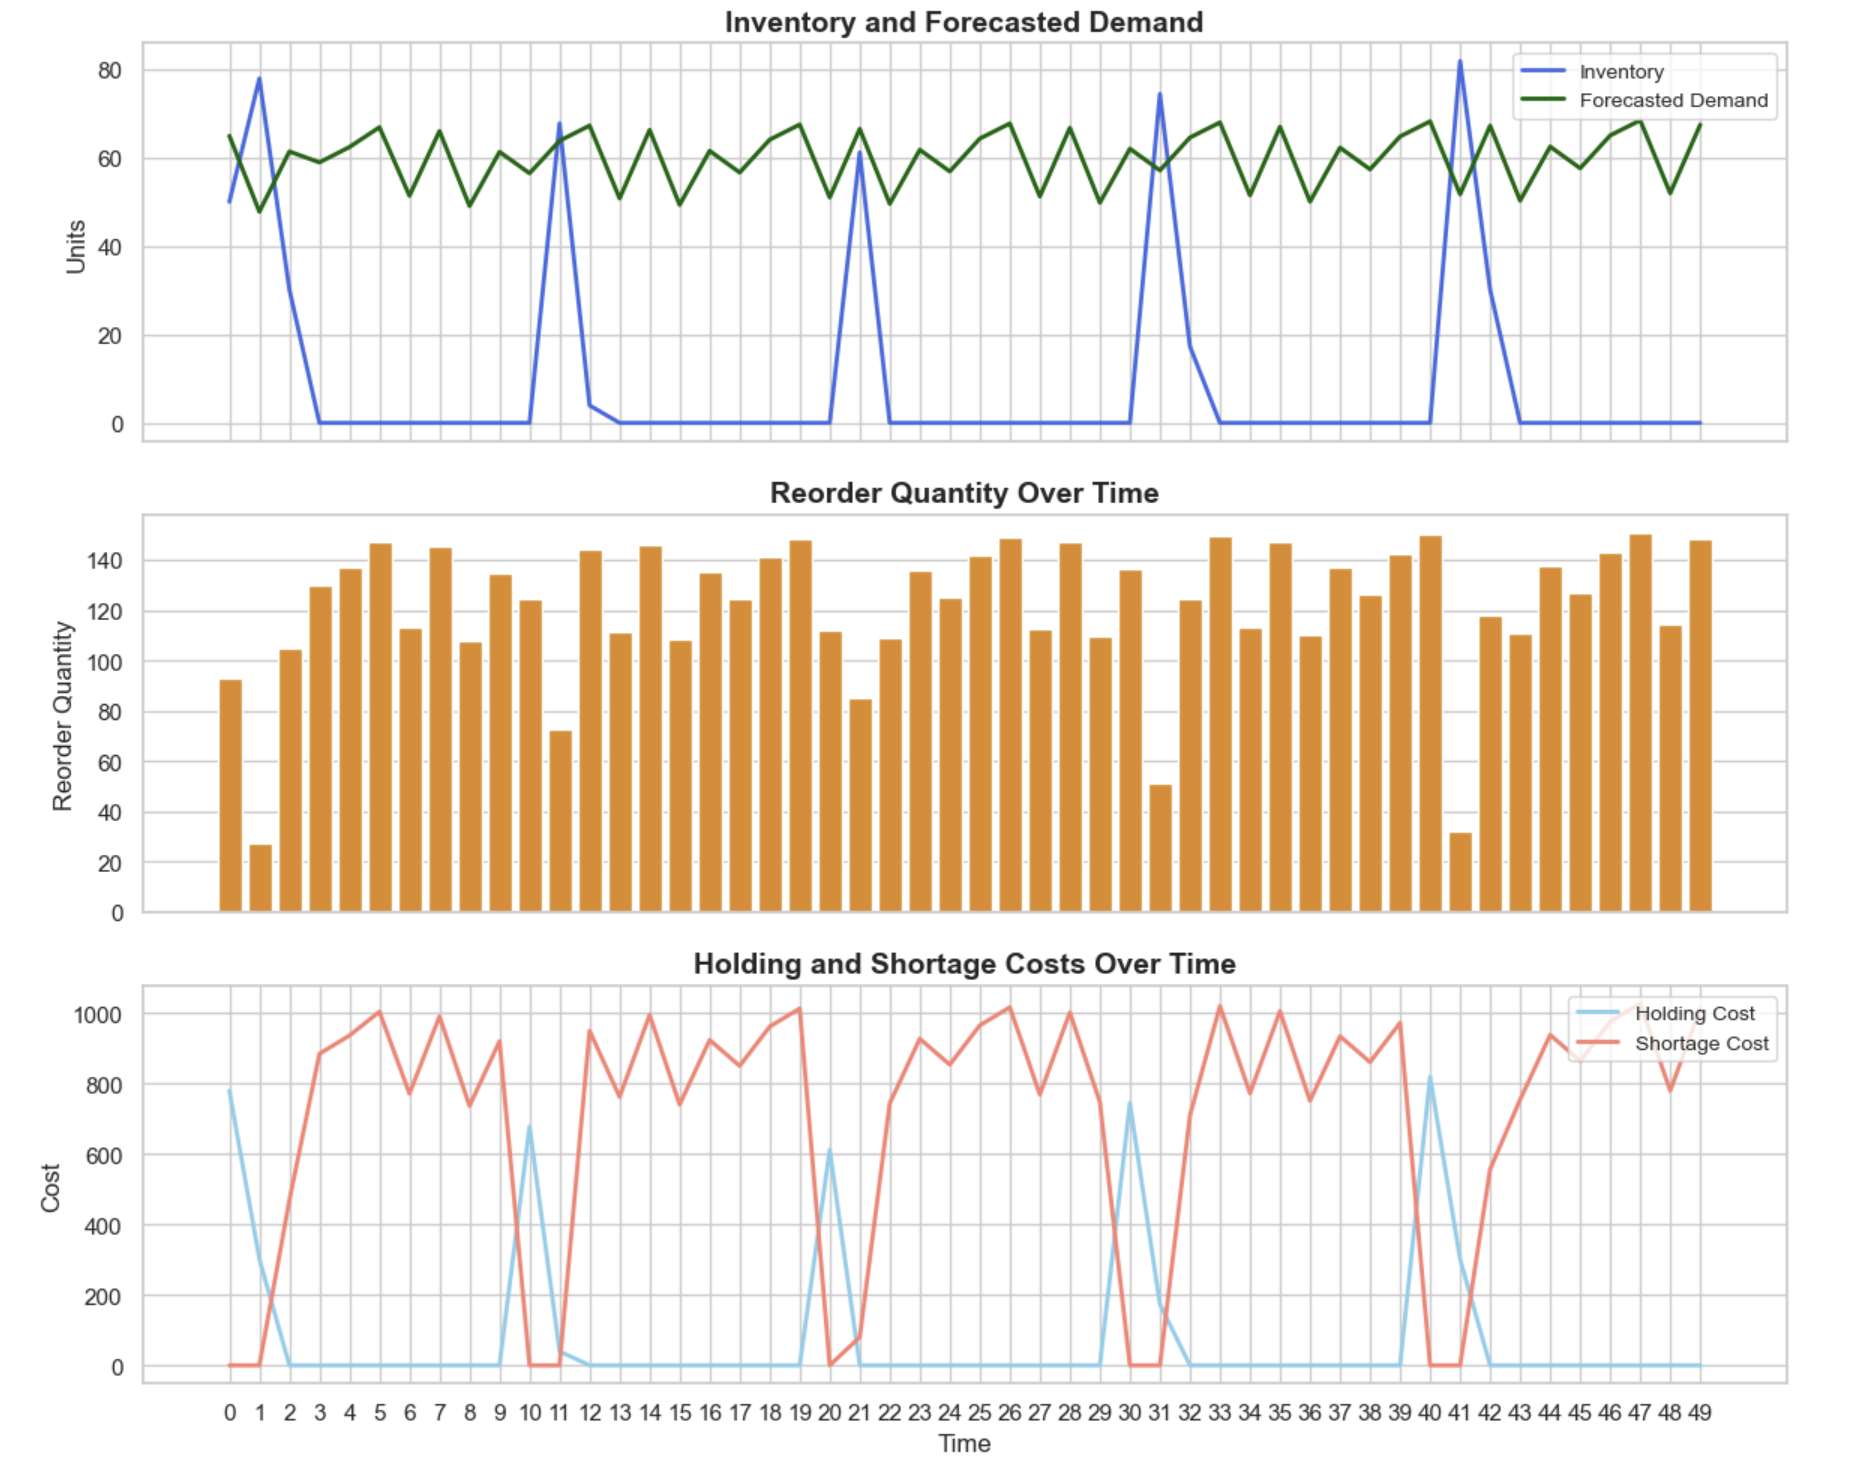 Inventory and Forecasted Demand
80
60
40
20
0
Units
Inventory
Forecasted Demand
Reorder Quantity Over Time
140
120
100
80
60
40
20
0
Reorder Quantity
Holding and Shortage Costs Over Time
1000
800
600
400
200
0
Cost
Holding Cost
Shortage Cost
0 1 2 3 4 5 6 7 8 9 10 11 12 13 14 15 16 17 18 19 20 21 22 23 24 25 26 27 28 29 30 31 32 33 34 35 36 37 38 39 40 41 42 43 44 45 46 47 48 49
Time